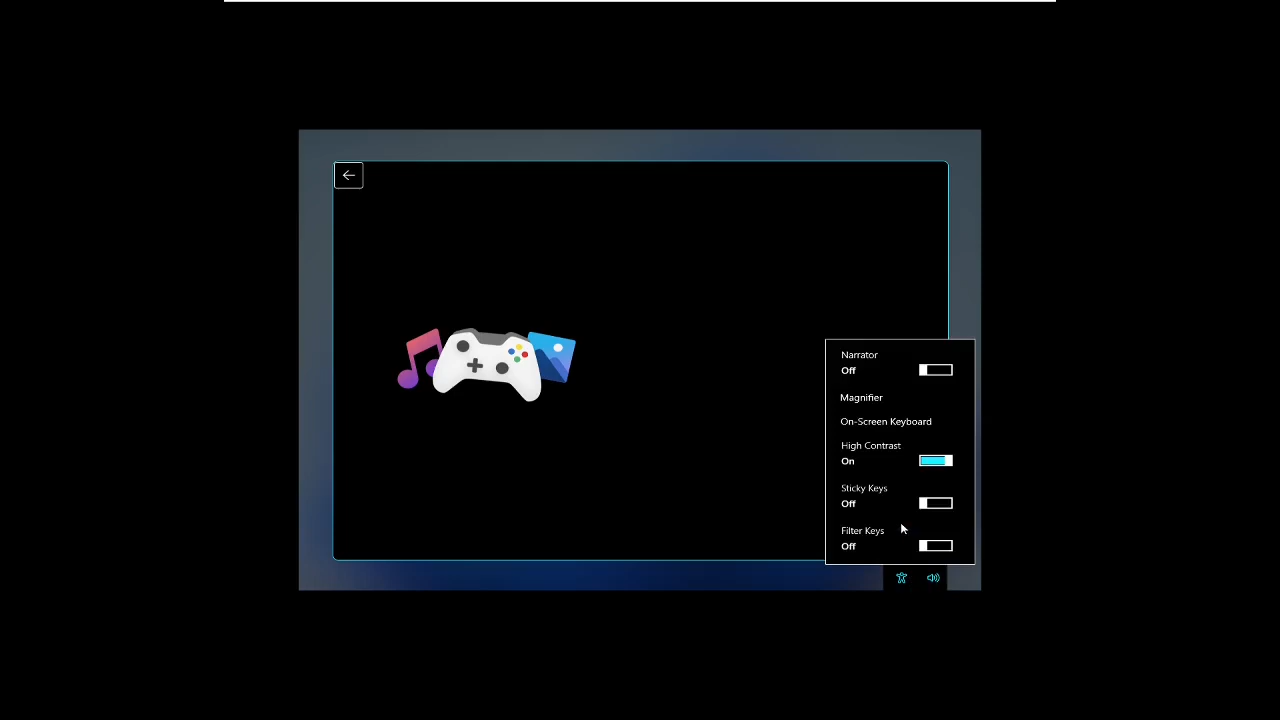 Narrator
Off
Magnifier
On-Screen Keyboard
High Contrast
On
Sticky Keys
Off
Filter Keys
Off